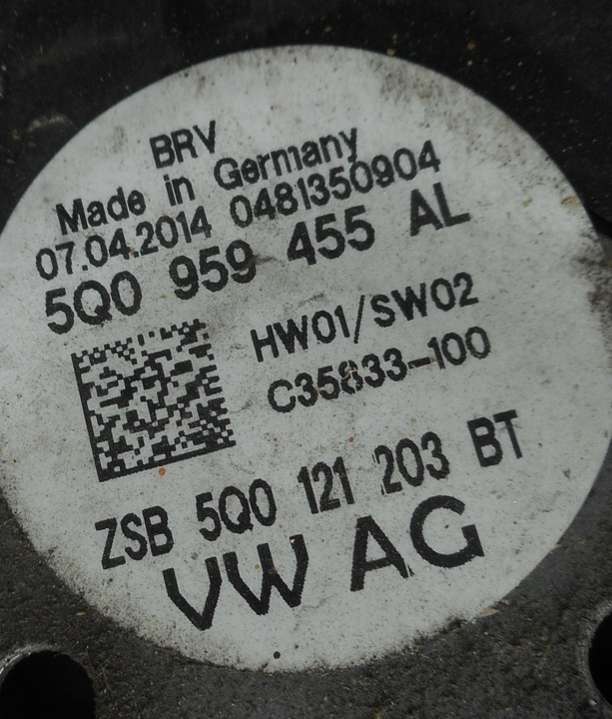 BRV
Made in Germany
07.04.2014 0481350904
5Q0 959 455 AL
HW01/SW02
C35833-100
ZSB 5Q0 121 203 BT
VW AG